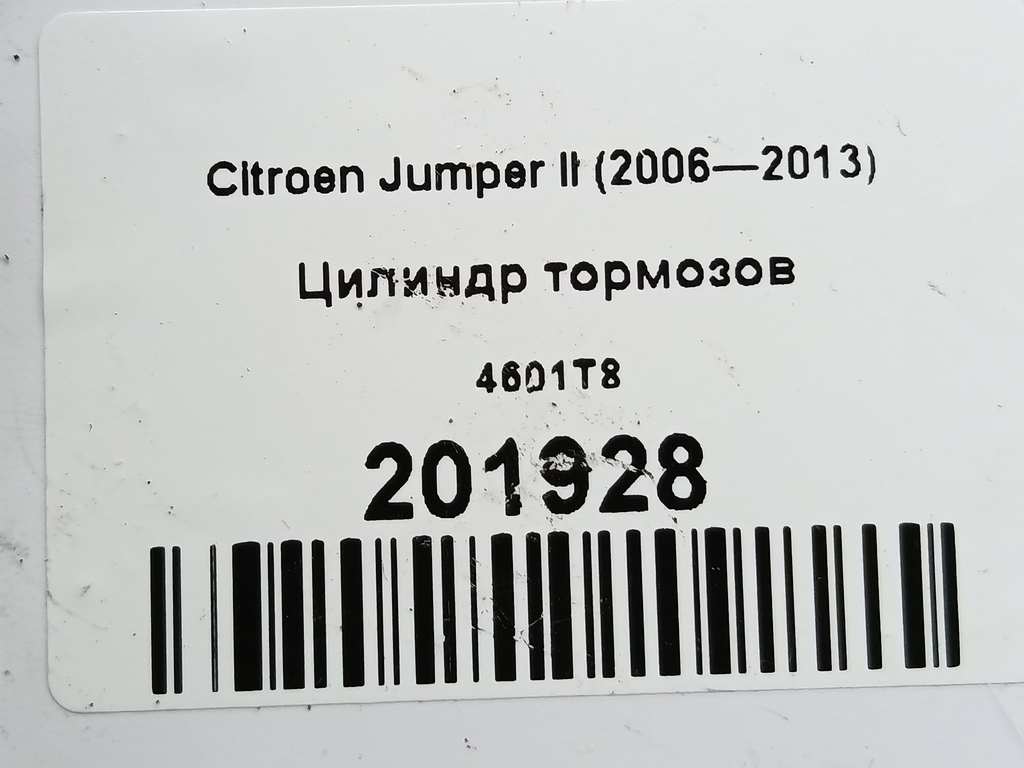 Citroen Jumper II (2006—2013)
Цилиндр тормозов
4601T8
201928